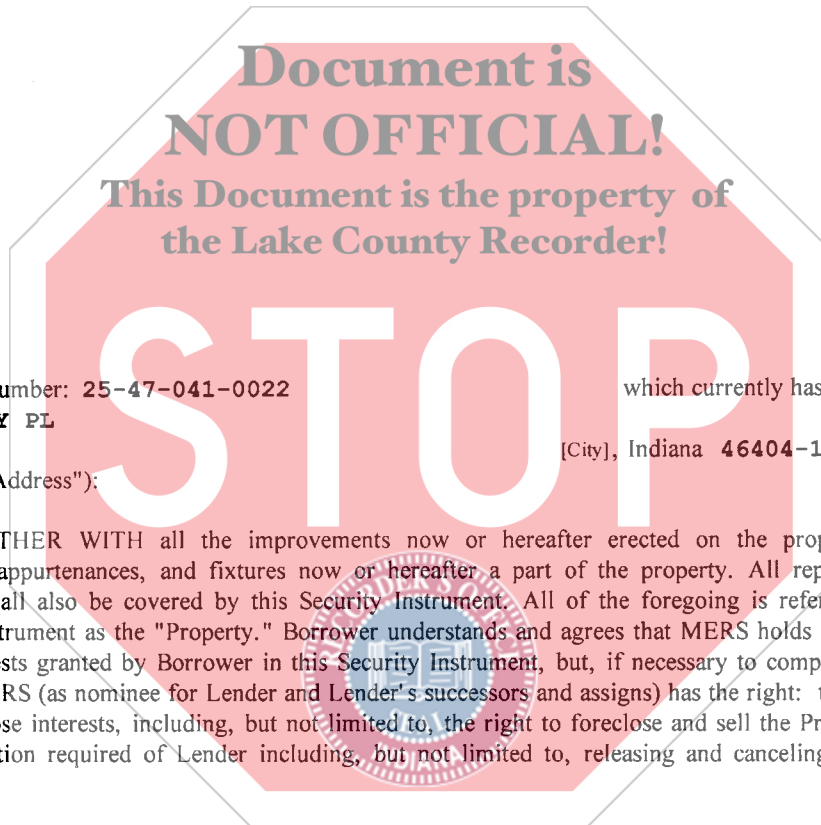 Document is
NOT OFFICIAL!
This Document is the property of
the Lake County Recorder!
STOP
umber: 25-47-041-0022 which currently has
Y PL
[City], Indiana 46404-1
Address"):
THER WITH all the improvements now or hereafter erected on the prop
appurtenances, and fixtures now or hereafter a part of the property. All rep
all also be covered by this Security Instrument. All of the foregoing is refer
trument as the "Property." Borrower understands and agrees that MERS holds
sts granted by Borrower in this Security Instrument, but, if necessary to comp
RS (as nominee for Lender and Lender's successors and assigns) has the right: t
se interests, including, but not limited to, the right to foreclose and sell the Pr
tion required of Lender including, but not limited to, releasing and canceling
INDIANA